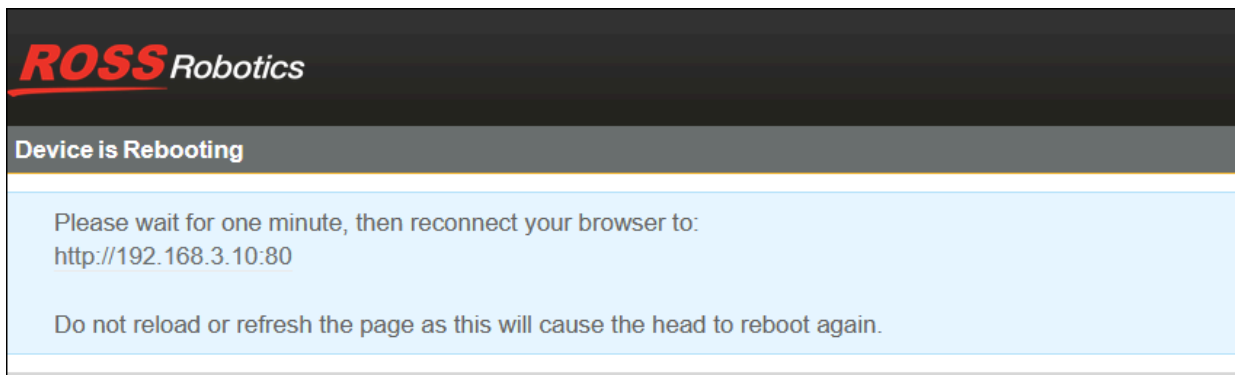 ROSS Robotics
Device is Rebooting
Please wait for one minute, then reconnect your browser to:
http://192.168.3.10:80
Do not reload or refresh the page as this will cause the head to reboot again.